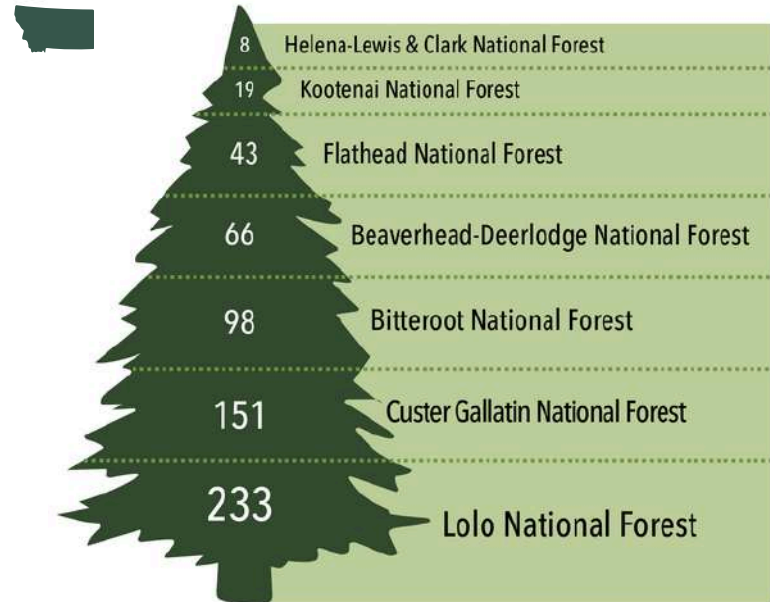 8 Helena-Lewis & Clark National Forest
19 Kootenai National Forest
43 Flathead National Forest
66 Beaverhead-Deerlodge National Forest
98 Bitteroot National Forest
151 Custer Gallatin National Forest
233 Lolo National Forest